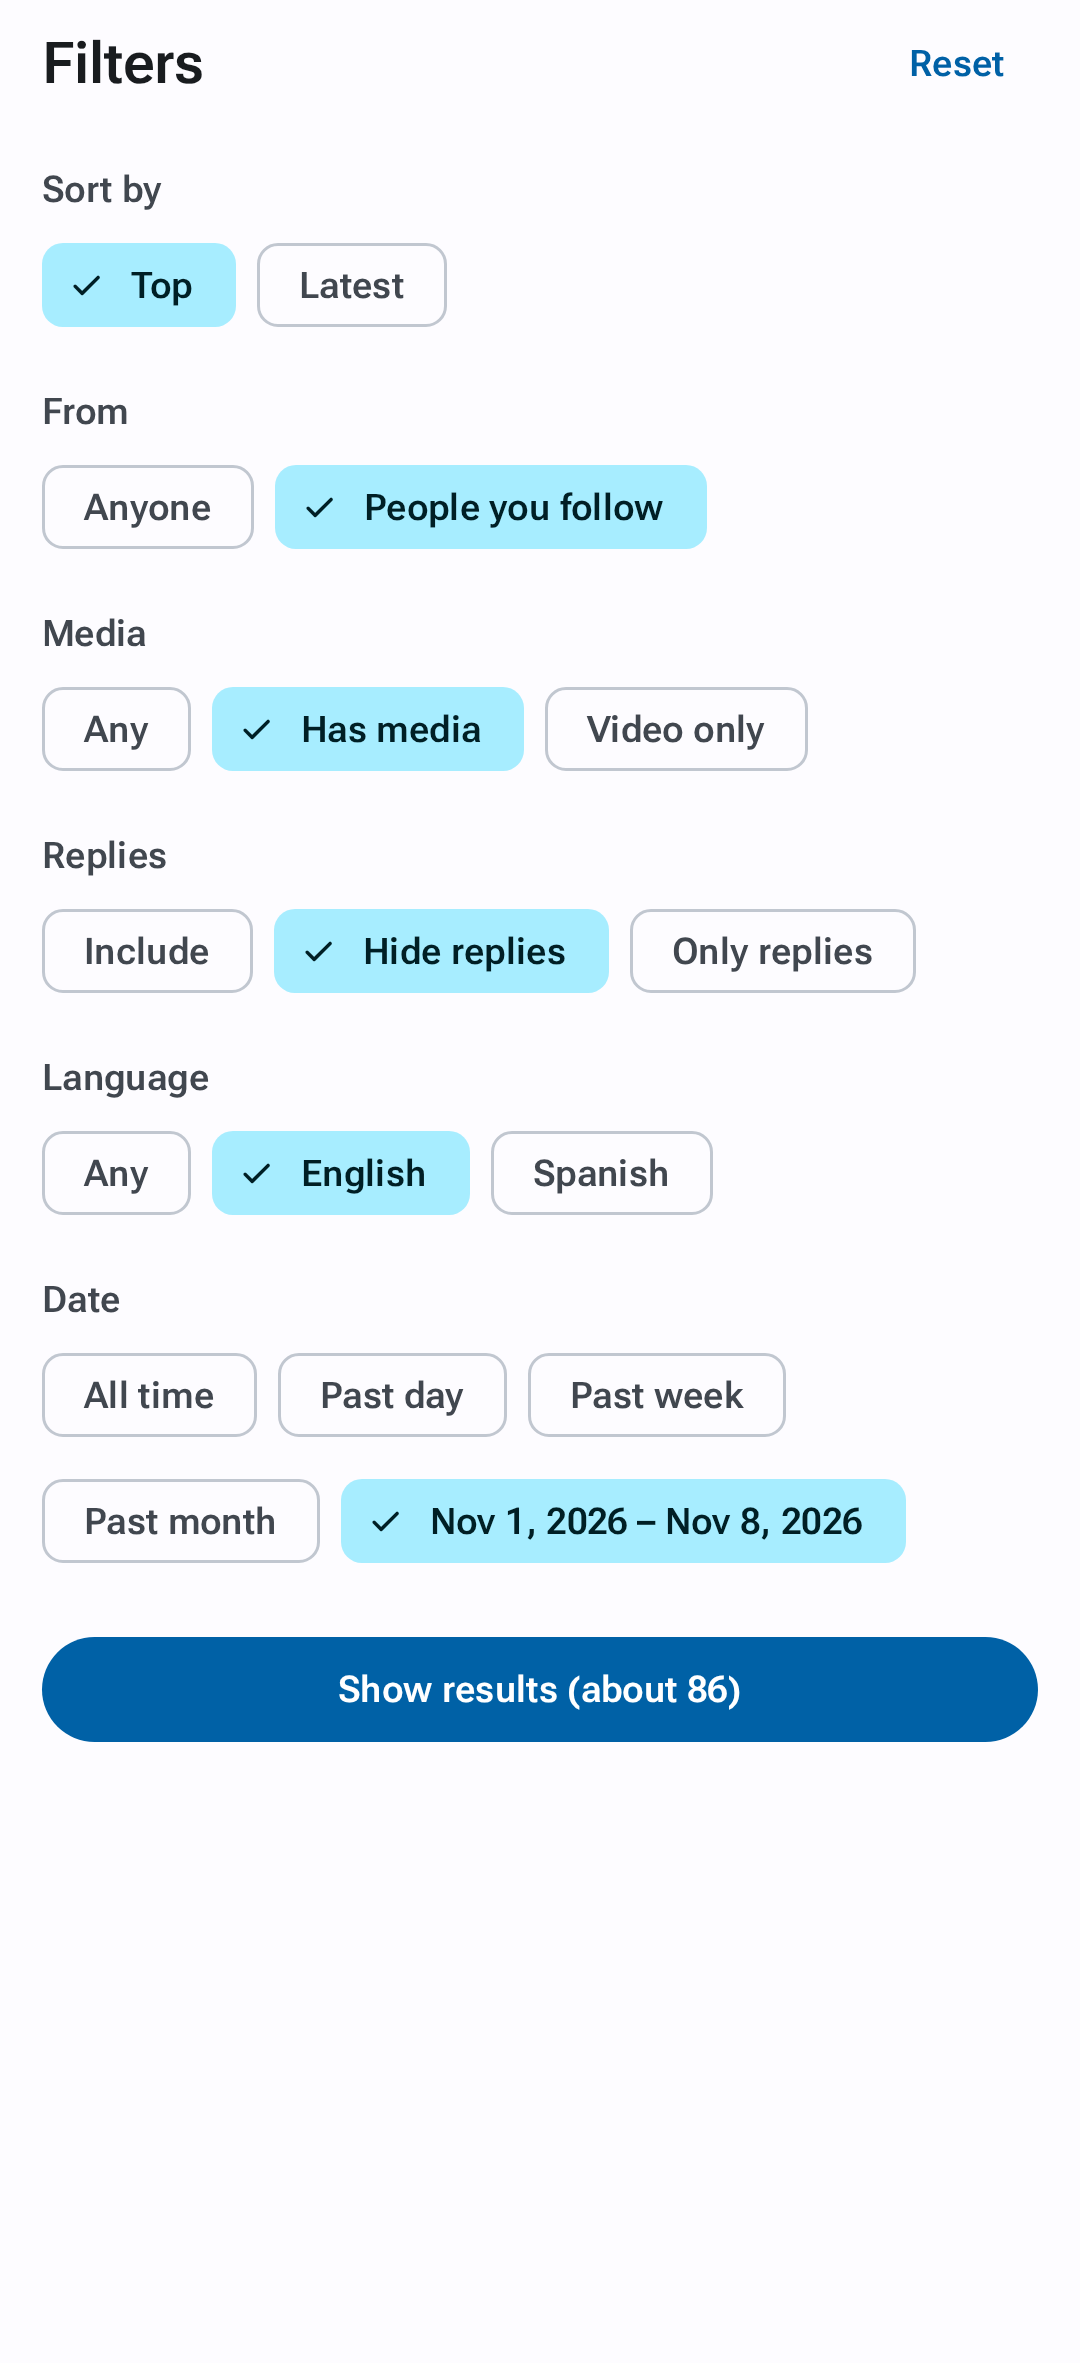 Filters
Reset
Sort by
Top
Latest
From
Anyone
People you follow
Media
Any
Has media
Video only
Replies
Include
Hide replies
Only replies
Language
Any
English
Spanish
Date
All time
Past day
Past week
Past month
Nov 1, 2026 – Nov 8, 2026
Show results (about 86)